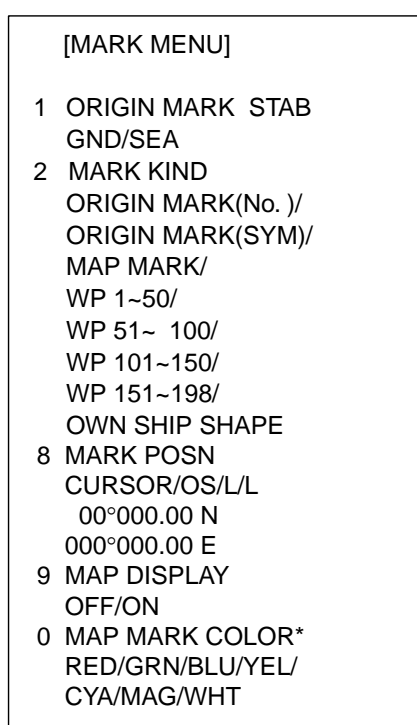 [MARK MENU]
1 ORIGIN MARK STAB
GND/SEA
2 MARK KIND
ORIGIN MARK(No. )/
ORIGIN MARK(SYM)/
MAP MARK/
WP 1~50/
WP 51~ 100/
WP 101~150/
WP 151~198/
OWN SHIP SHAPE
8 MARK POSN
CURSOR/OS/L/L
00°000.00 N
000°000.00 E
9 MAP DISPLAY
OFF/ON
0 MAP MARK COLOR*
RED/GRN/BLU/YEL/
CYA/MAG/WHT